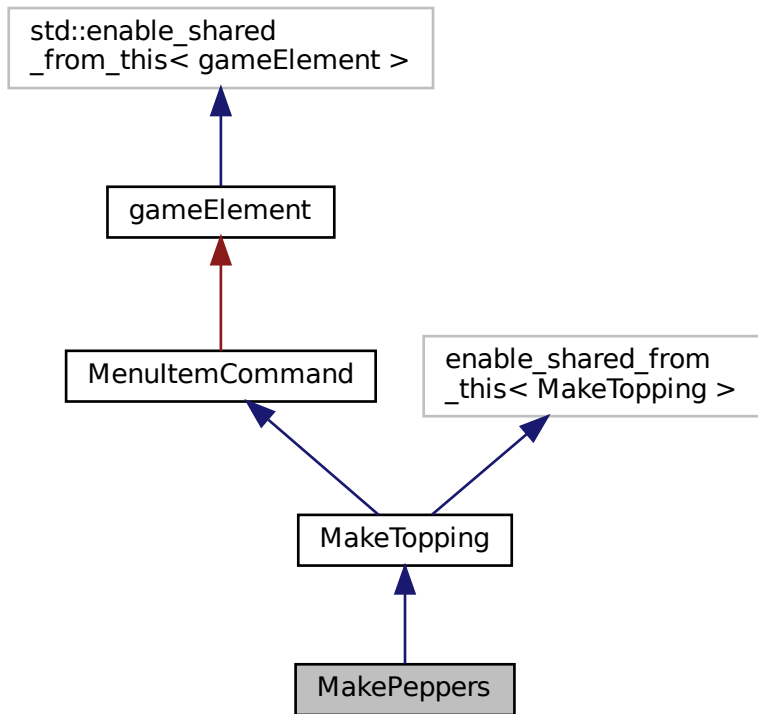 std::enable_shared
_from_this< gameElement >
gameElement
MenuItemCommand
enable_shared_from
_this< MakeTopping >
MakeTopping
MakePeppers